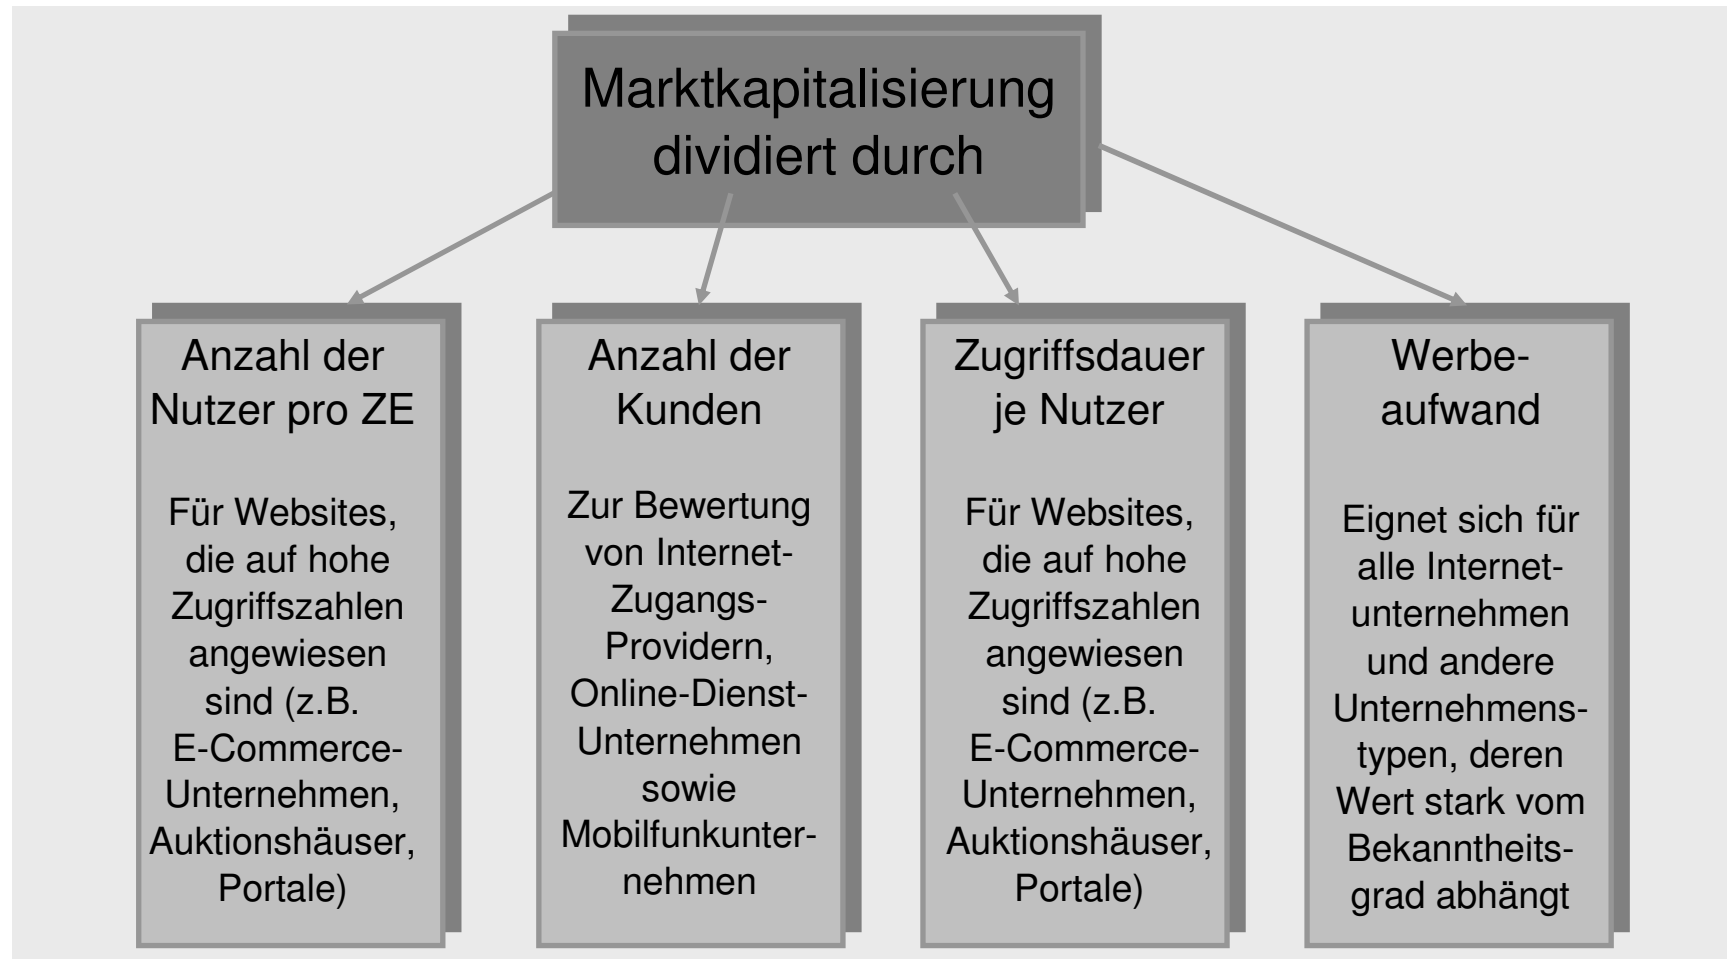 Marktkapitalisierung
dividiert durch
Anzahl der
Nutzer pro ZE
Für Websites,
die auf hohe
Zugriffszahlen
angewiesen
sind (z.B.
E-Commerce-
Unternehmen,
Auktionshäuser,
Portale)
Anzahl der
Kunden
Zur Bewertung
von Internet-
Zugangs-
Providern,
Online-Dienst-
Unternehmen
sowie
Mobilfunkunter-
nehmen
Zugriffsdauer
je Nutzer
Für Websites,
die auf hohe
Zugriffszahlen
angewiesen
sind (z.B.
E-Commerce-
Unternehmen,
Auktionshäuser,
Portale)
Werbe-
aufwand
Eignet sich für
alle Internet-
unternehmen
und andere
Unternehmens-
typen, deren
Wert stark vom
Bekanntheits-
grad abhängt